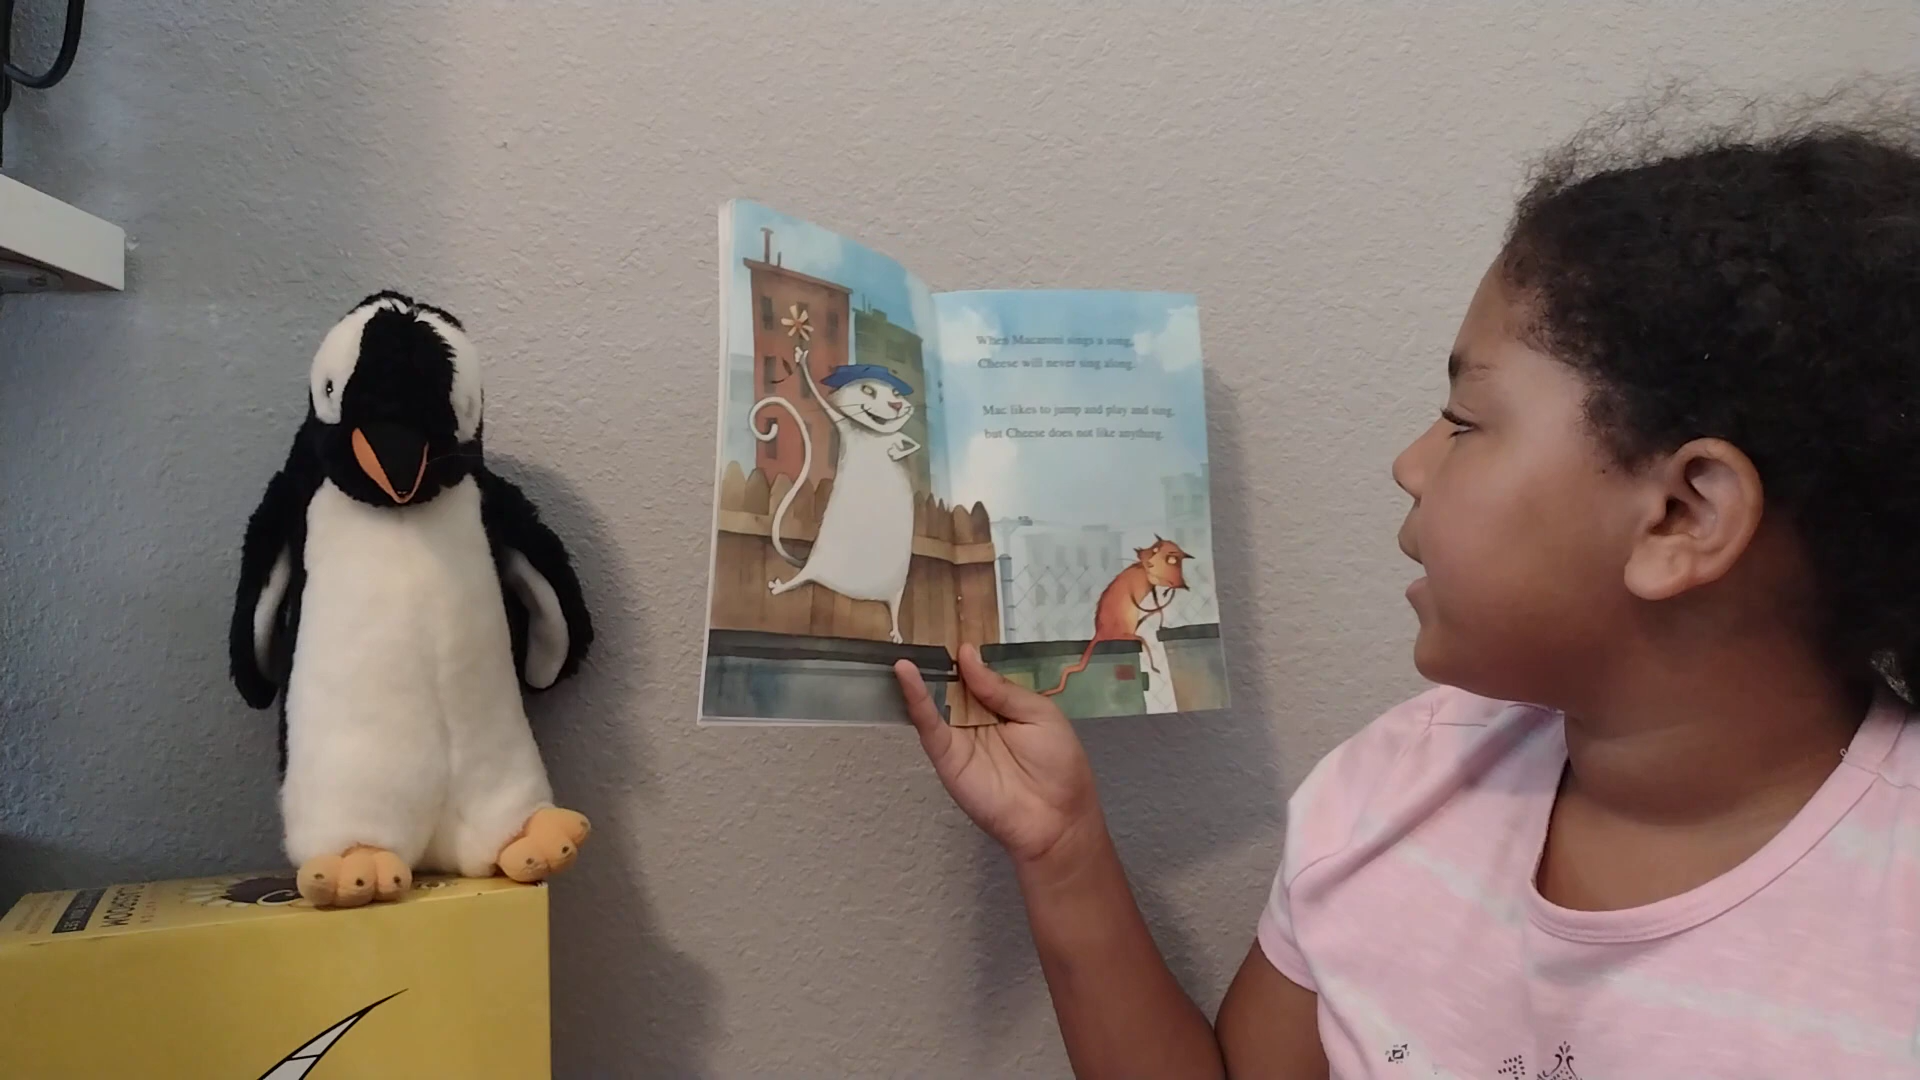 When Macaroni sings a song,
Cheese will never sing along.
Mac likes to jump and play and sing,
but Cheese does not like anything.
CLASSROOM